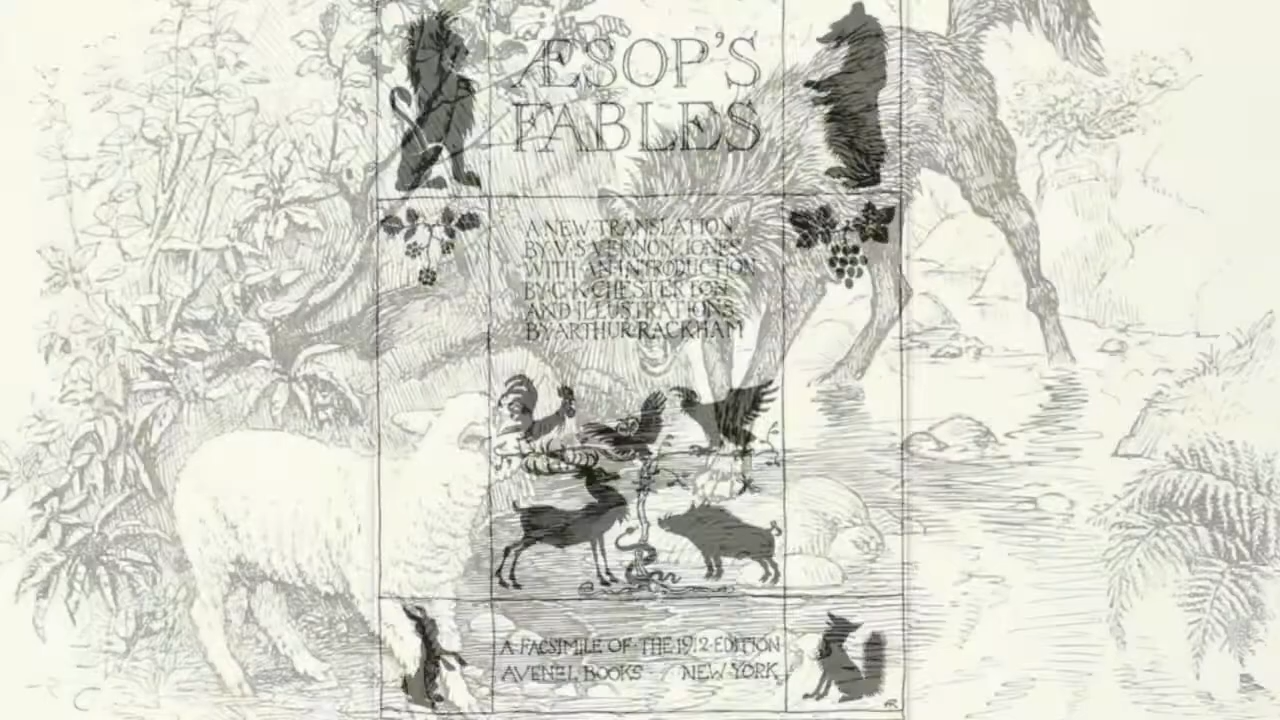 ÆSOP'S
FABLES
A·NEW·TRANSLATION
BY·V·S·VERNON·JONES
WITH·AN·INTRODUCTION
BY·G·K·CHESTERTON
AND·ILLUSTRATIONS
BY·ARTHUR·RACKHAM
A·FACSIMILE·OF·THE·1912·EDITION
AVENEL BOOKS / NEW·YORK
AR